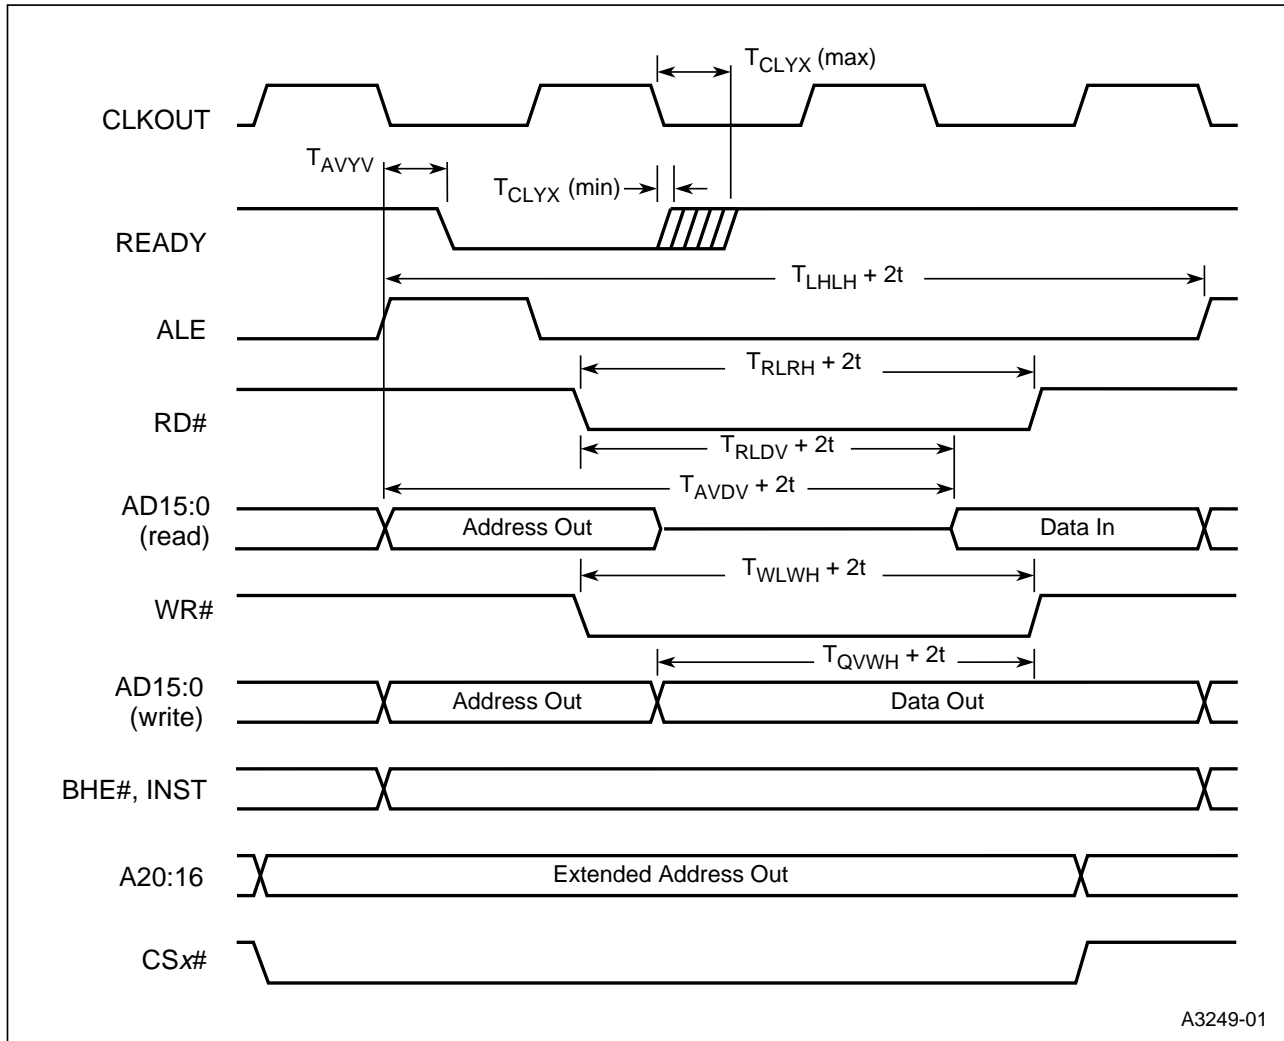 T_CLYX (max)
CLKOUT
T_AVYV
T_CLYX (min)
READY
T_LHLH + 2t
ALE
T_RLRH + 2t
RD#
T_RLDV + 2t
T_AVDV + 2t
AD15:0
(read)
Address Out
Data In
T_WLWH + 2t
WR#
T_QVWH + 2t
AD15:0
(write)
Address Out
Data Out
BHE#, INST
A20:16
Extended Address Out
CSx#
A3249-01